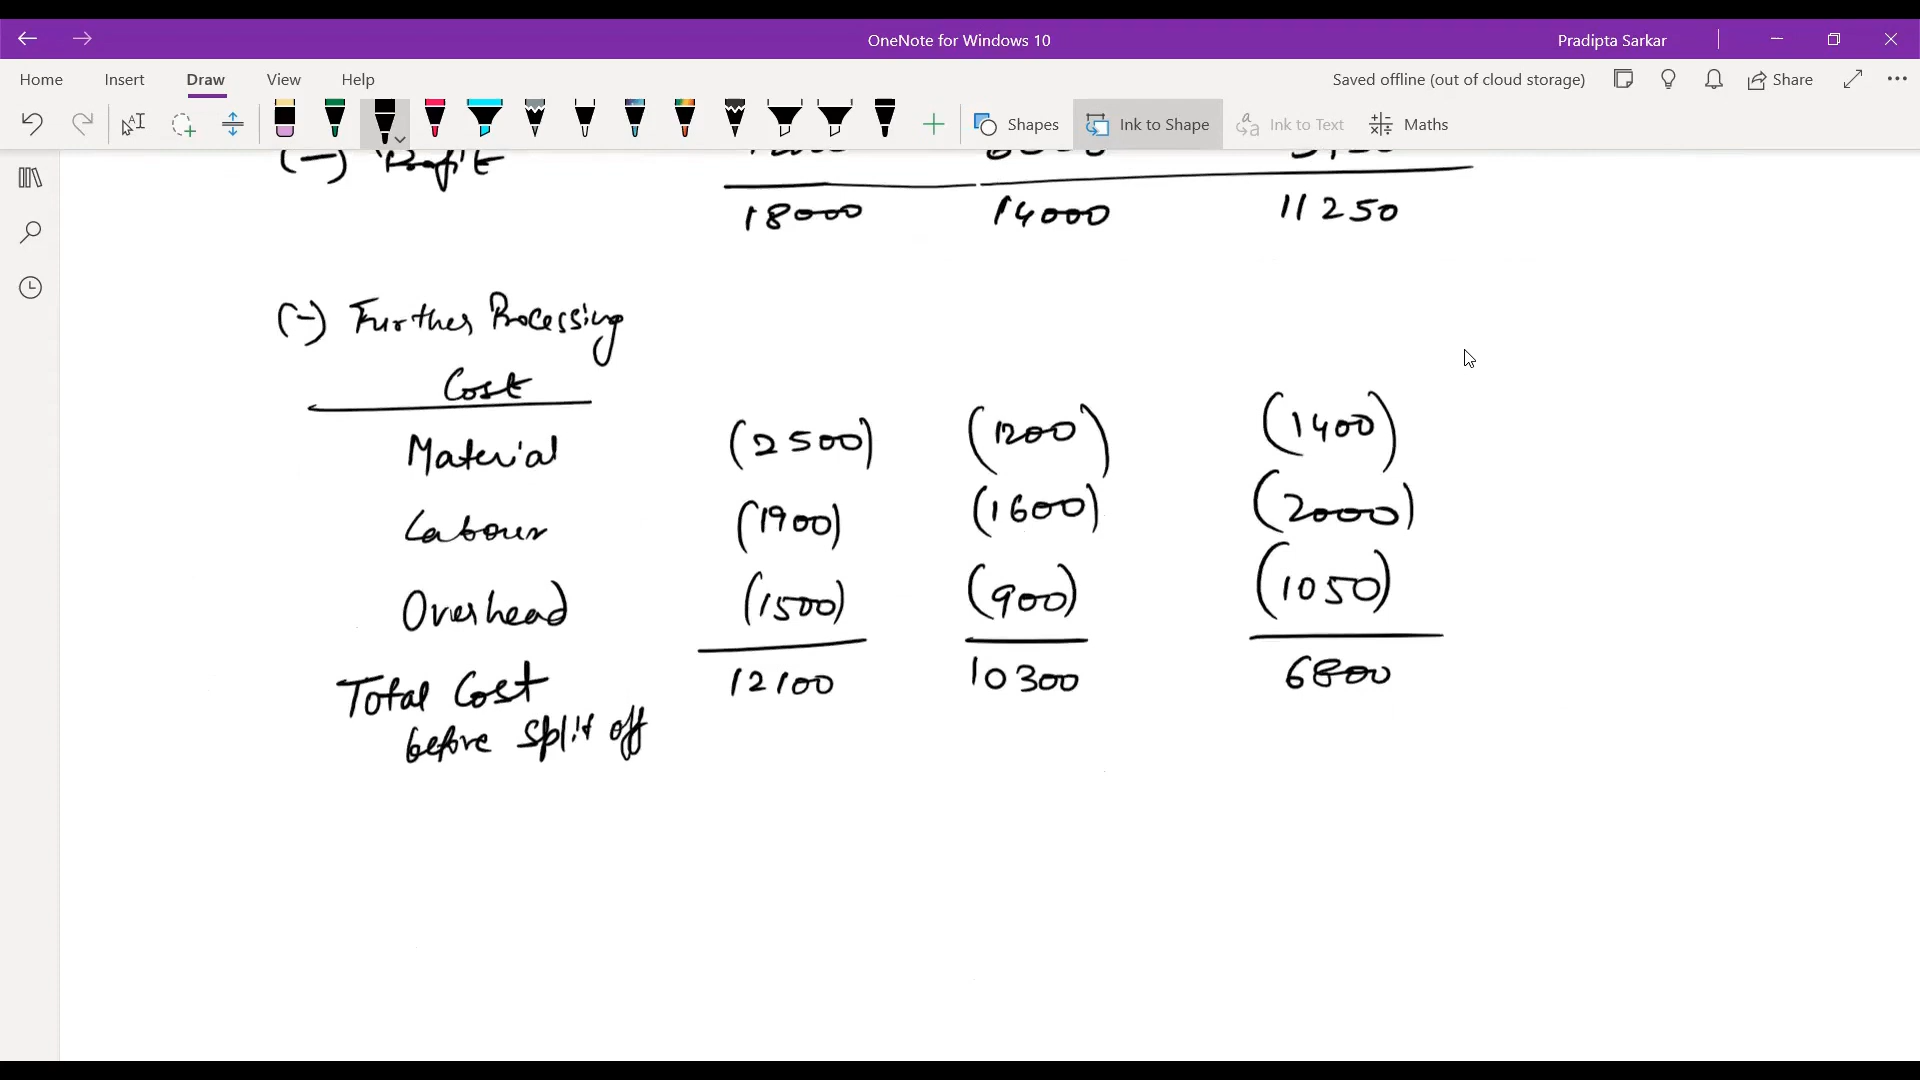 OneNote for Windows 10
Pradipta Sarkar
Home Insert Draw View Help
Saved offline (out of cloud storage)
Share
Shapes
Ink to Shape
Ink to Text
Maths
(-) Profit
18000 14000 11250
(-) Further Processing
Cost
Material (2500) (1200) (1400)
Labour (1900) (1600) (2000)
Overhead (1500) (900) (1050)
Total Cost 12100 10300 6800
before split off